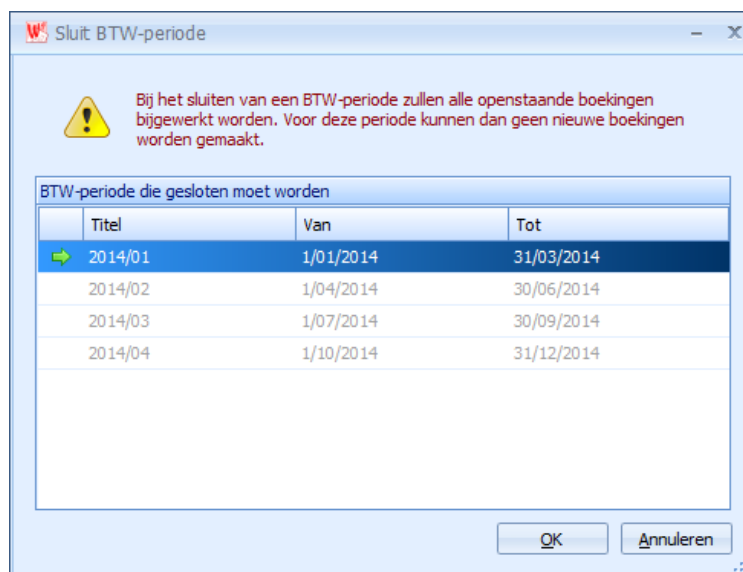 Sluit BTW-periode
Bij het sluiten van een BTW-periode zullen alle openstaande boekingen
bijgewerkt worden. Voor deze periode kunnen dan geen nieuwe boekingen
worden gemaakt.
BTW-periode die gesloten moet worden
Titel Van Tot
2014/01 1/01/2014 31/03/2014
2014/02 1/04/2014 30/06/2014
2014/03 1/07/2014 30/09/2014
2014/04 1/10/2014 31/12/2014
OK Annuleren